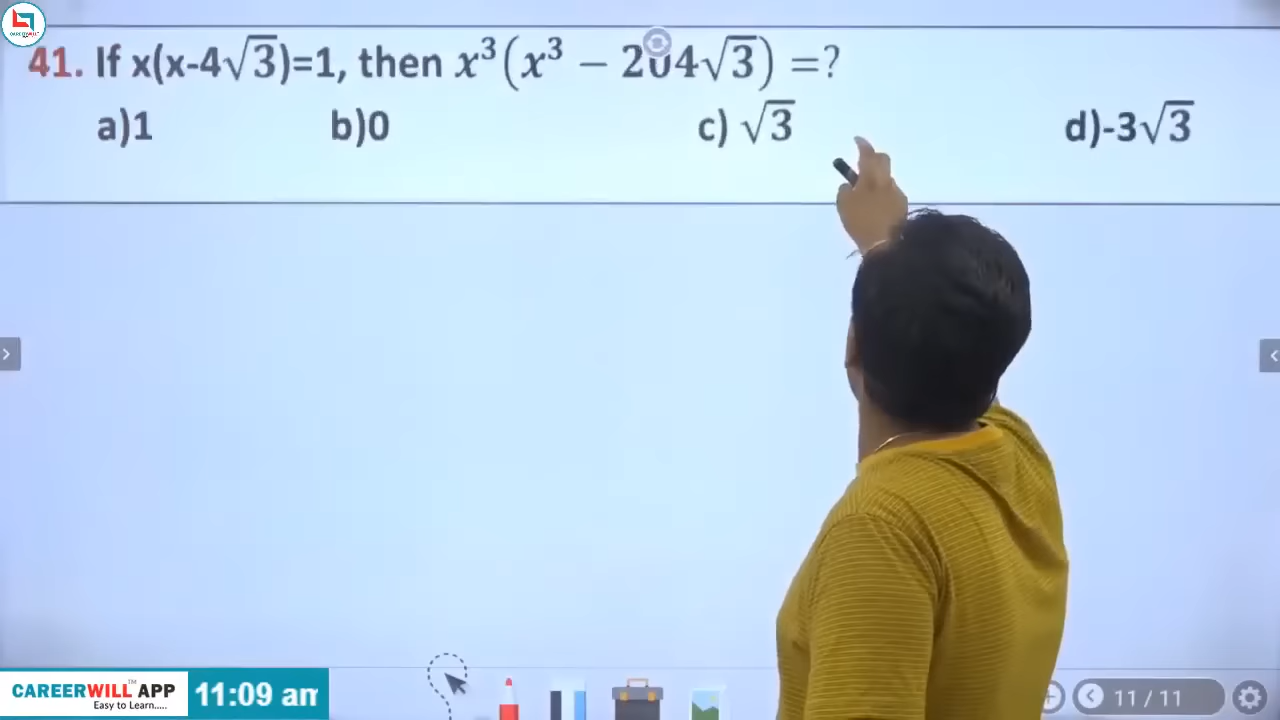 CAREERWILL
41. If x(x-4√3)=1, then x³(x³ − 204√3) =?
a)1 b)0 c) √3 d)-3√3
CAREERWILL™ APP
Easy to Learn.....
11:09 am
11 / 11